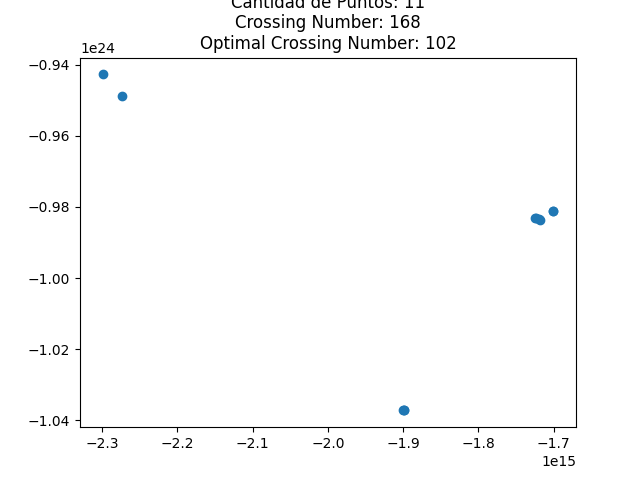 Cantidad de Puntos: 11
Crossing Number: 168
Optimal Crossing Number: 102
1e24
−0.94
−0.96
−0.98
−1.00
−1.02
−1.04
−2.3 −2.2 −2.1 −2.0 −1.9 −1.8 −1.7
1e15